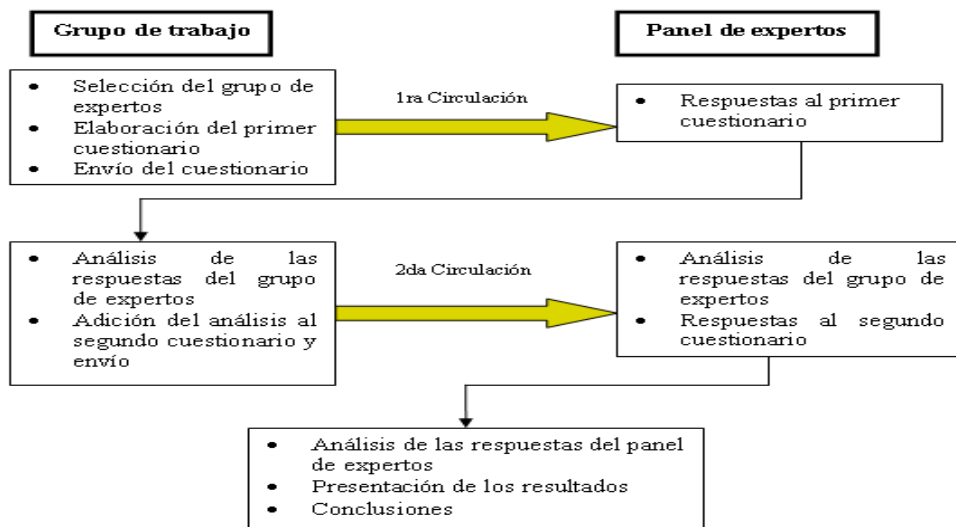 Grupo de trabajo
Panel de expertos
• Selección del grupo de
expertos
• Elaboración del primer
cuestionario
• Envío del cuestionario
1ra Circulación
• Respuestas al primer
cuestionario
• Análisis de las
respuestas del grupo
de expertos
• Adición del análisis al
segundo cuestionario y
envío
2da Circulación
• Análisis de las
respuestas del grupo de
expertos
• Respuestas al segundo
cuestionario
• Análisis de las respuestas del panel
de expertos
• Presentación de los resultados
• Conclusiones